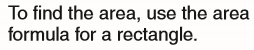 To find the area, use the area
formula for a rectangle.